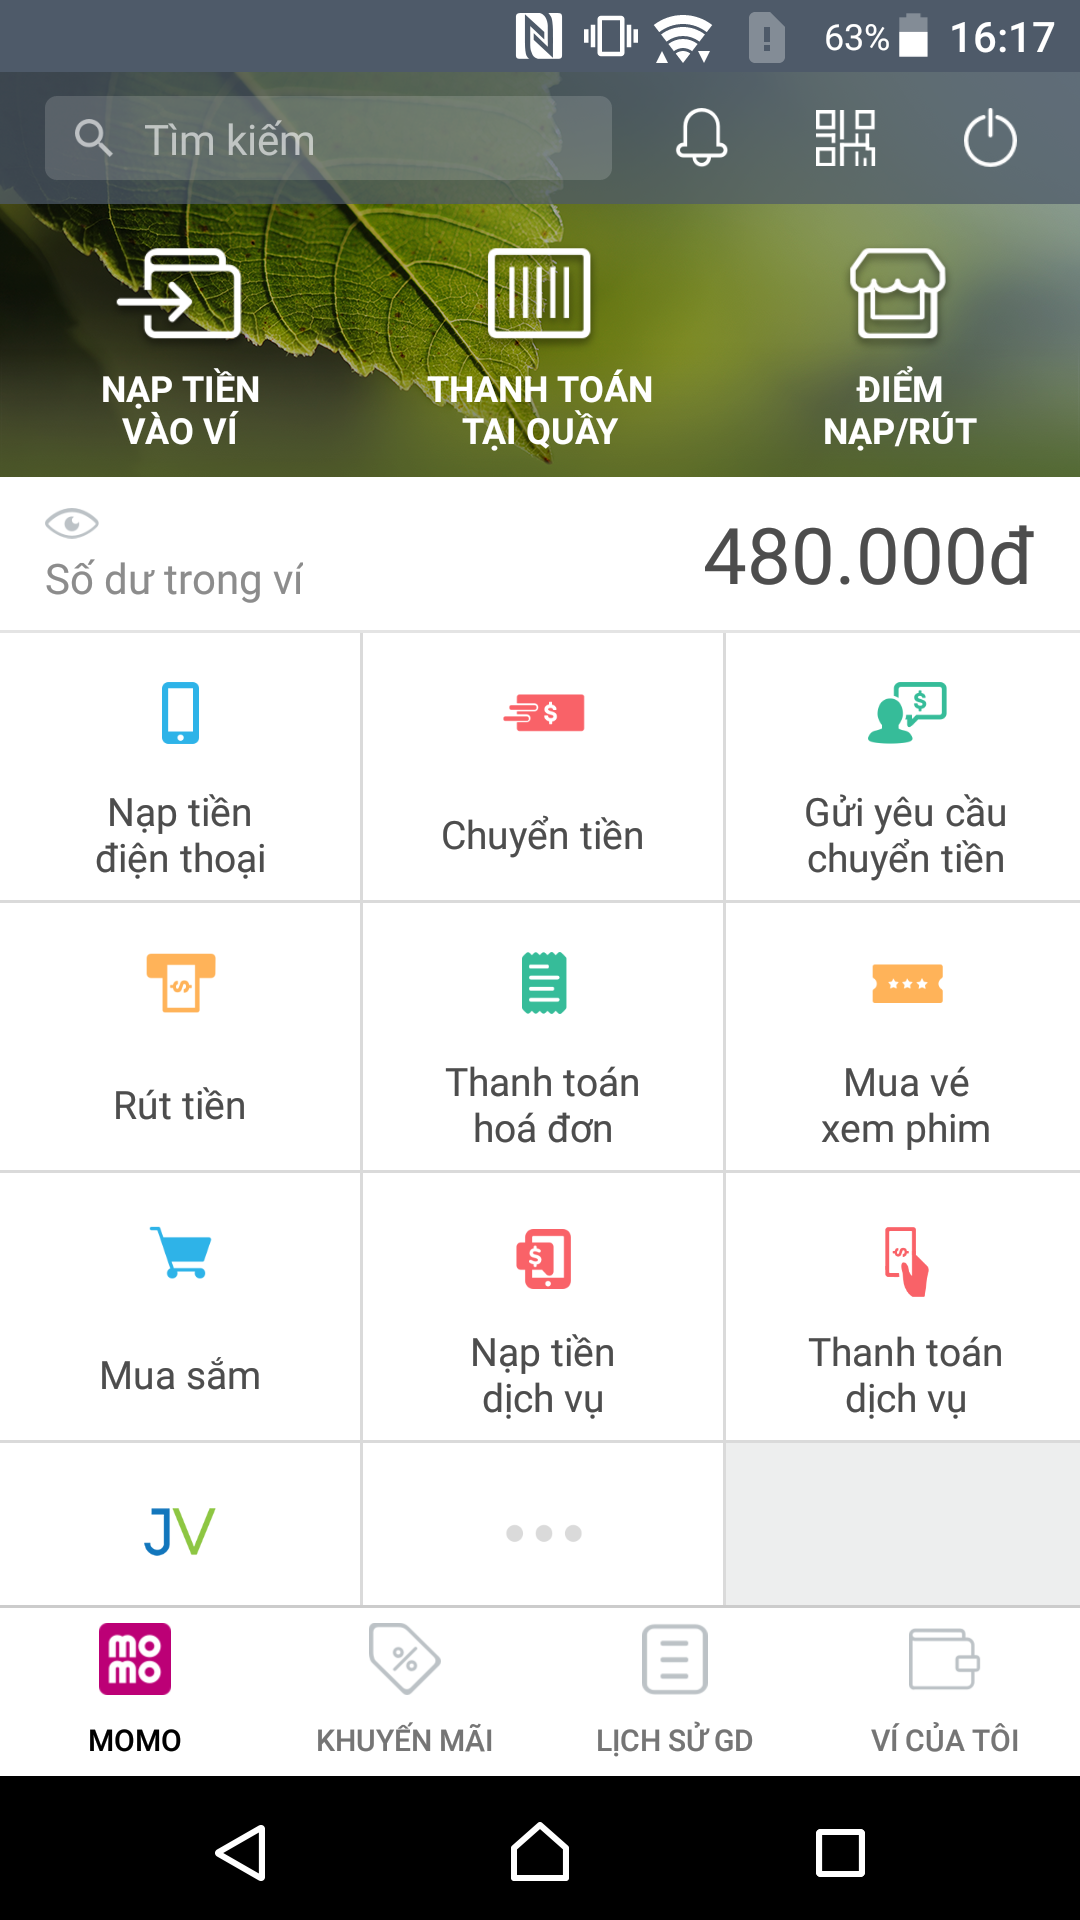 63% 16:17
Tìm kiếm
NẠP TIỀN
VÀO VÍ
THANH TOÁN
TẠI QUẦY
ĐIỂM
NẠP/RÚT
Số dư trong ví
480.000đ
Nạp tiền
điện thoại
Chuyển tiền
Gửi yêu cầu
chuyển tiền
Rút tiền
Thanh toán
hoá đơn
Mua vé
xem phim
Mua sắm
Nạp tiền
dịch vụ
Thanh toán
dịch vụ
JV
mo
mo
MOMO
KHUYẾN MÃI
LỊCH SỬ GD
VÍ CỦA TÔI